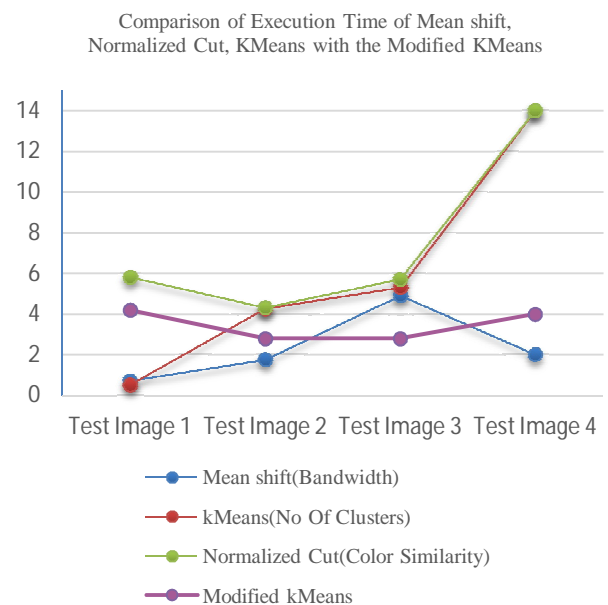 Comparison of Execution Time of Mean shift,
Normalized Cut, KMeans with the Modified KMeans
14
12
10
8
6
4
2
0
Test Image 1 Test Image 2 Test Image 3 Test Image 4
Mean shift(Bandwidth)
kMeans(No Of Clusters)
Normalized Cut(Color Similarity)
Modified kMeans